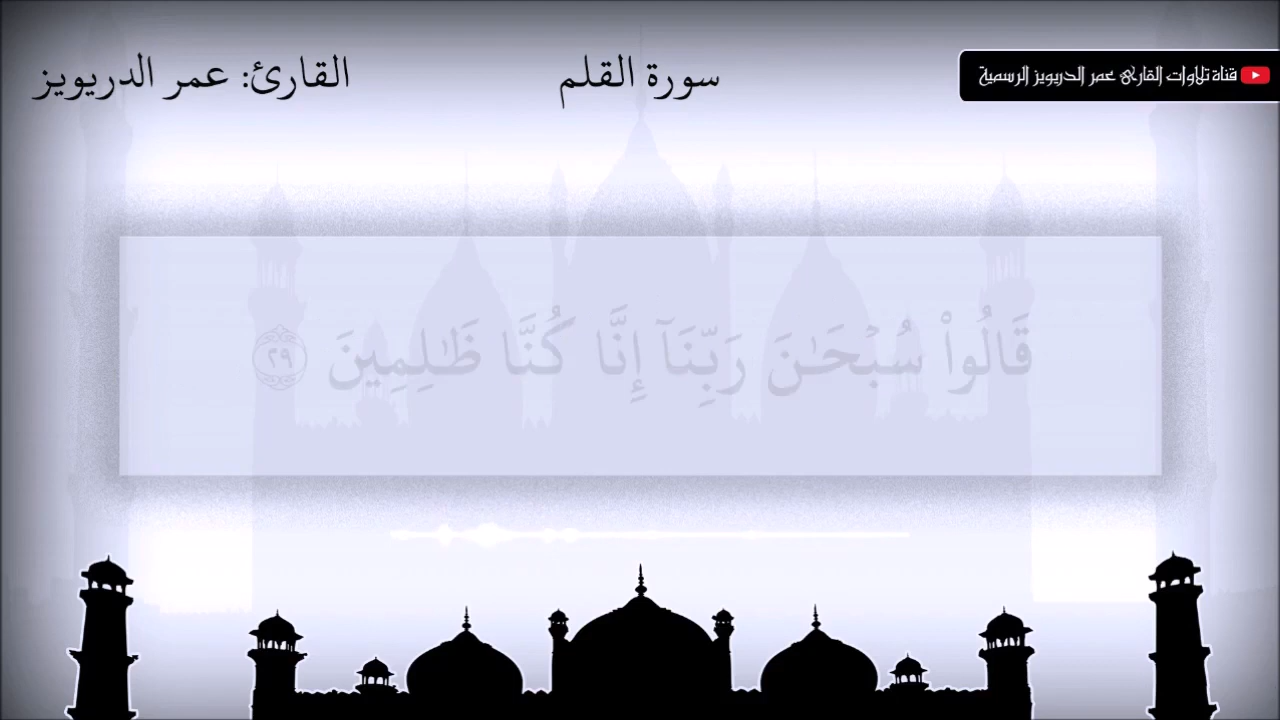 قناة تلاوات القارئ عمر الدريويز الرسمية
سورة القلم
القارئ: عمر الدريويز
قَالُوا۟ سُبْحَـٰنَ رَبِّنَآ إِنَّا كُنَّا ظَـٰلِمِينَ ٢٩